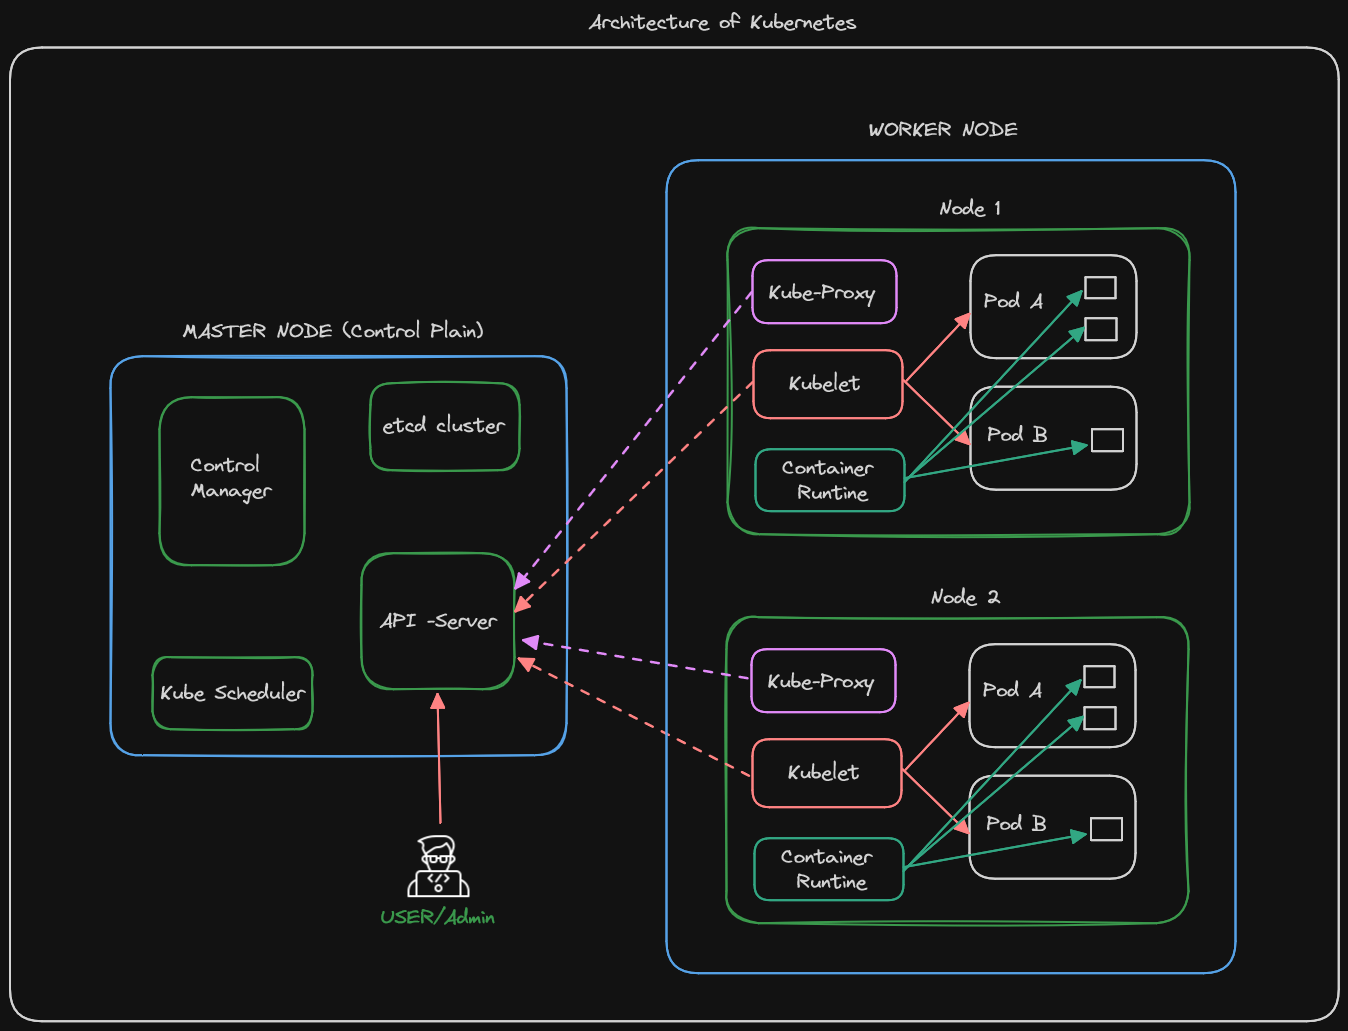 Architecture of Kubernetes
WORKER NODE
Node 1
Kube-Proxy
Pod A
Kubelet
Pod B
Container
Runtime
MASTER NODE (Control Plain)
etcd cluster
Control
Manager
API -Server
Kube Scheduler
USER/Admin
Node 2
Kube-Proxy
Pod A
Kubelet
Pod B
Container
Runtime